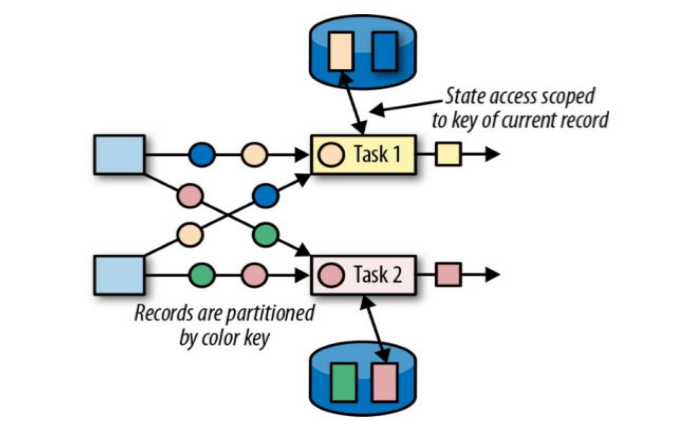 State access scoped
to key of current record
Task 1
Task 2
Records are partitioned
by color key